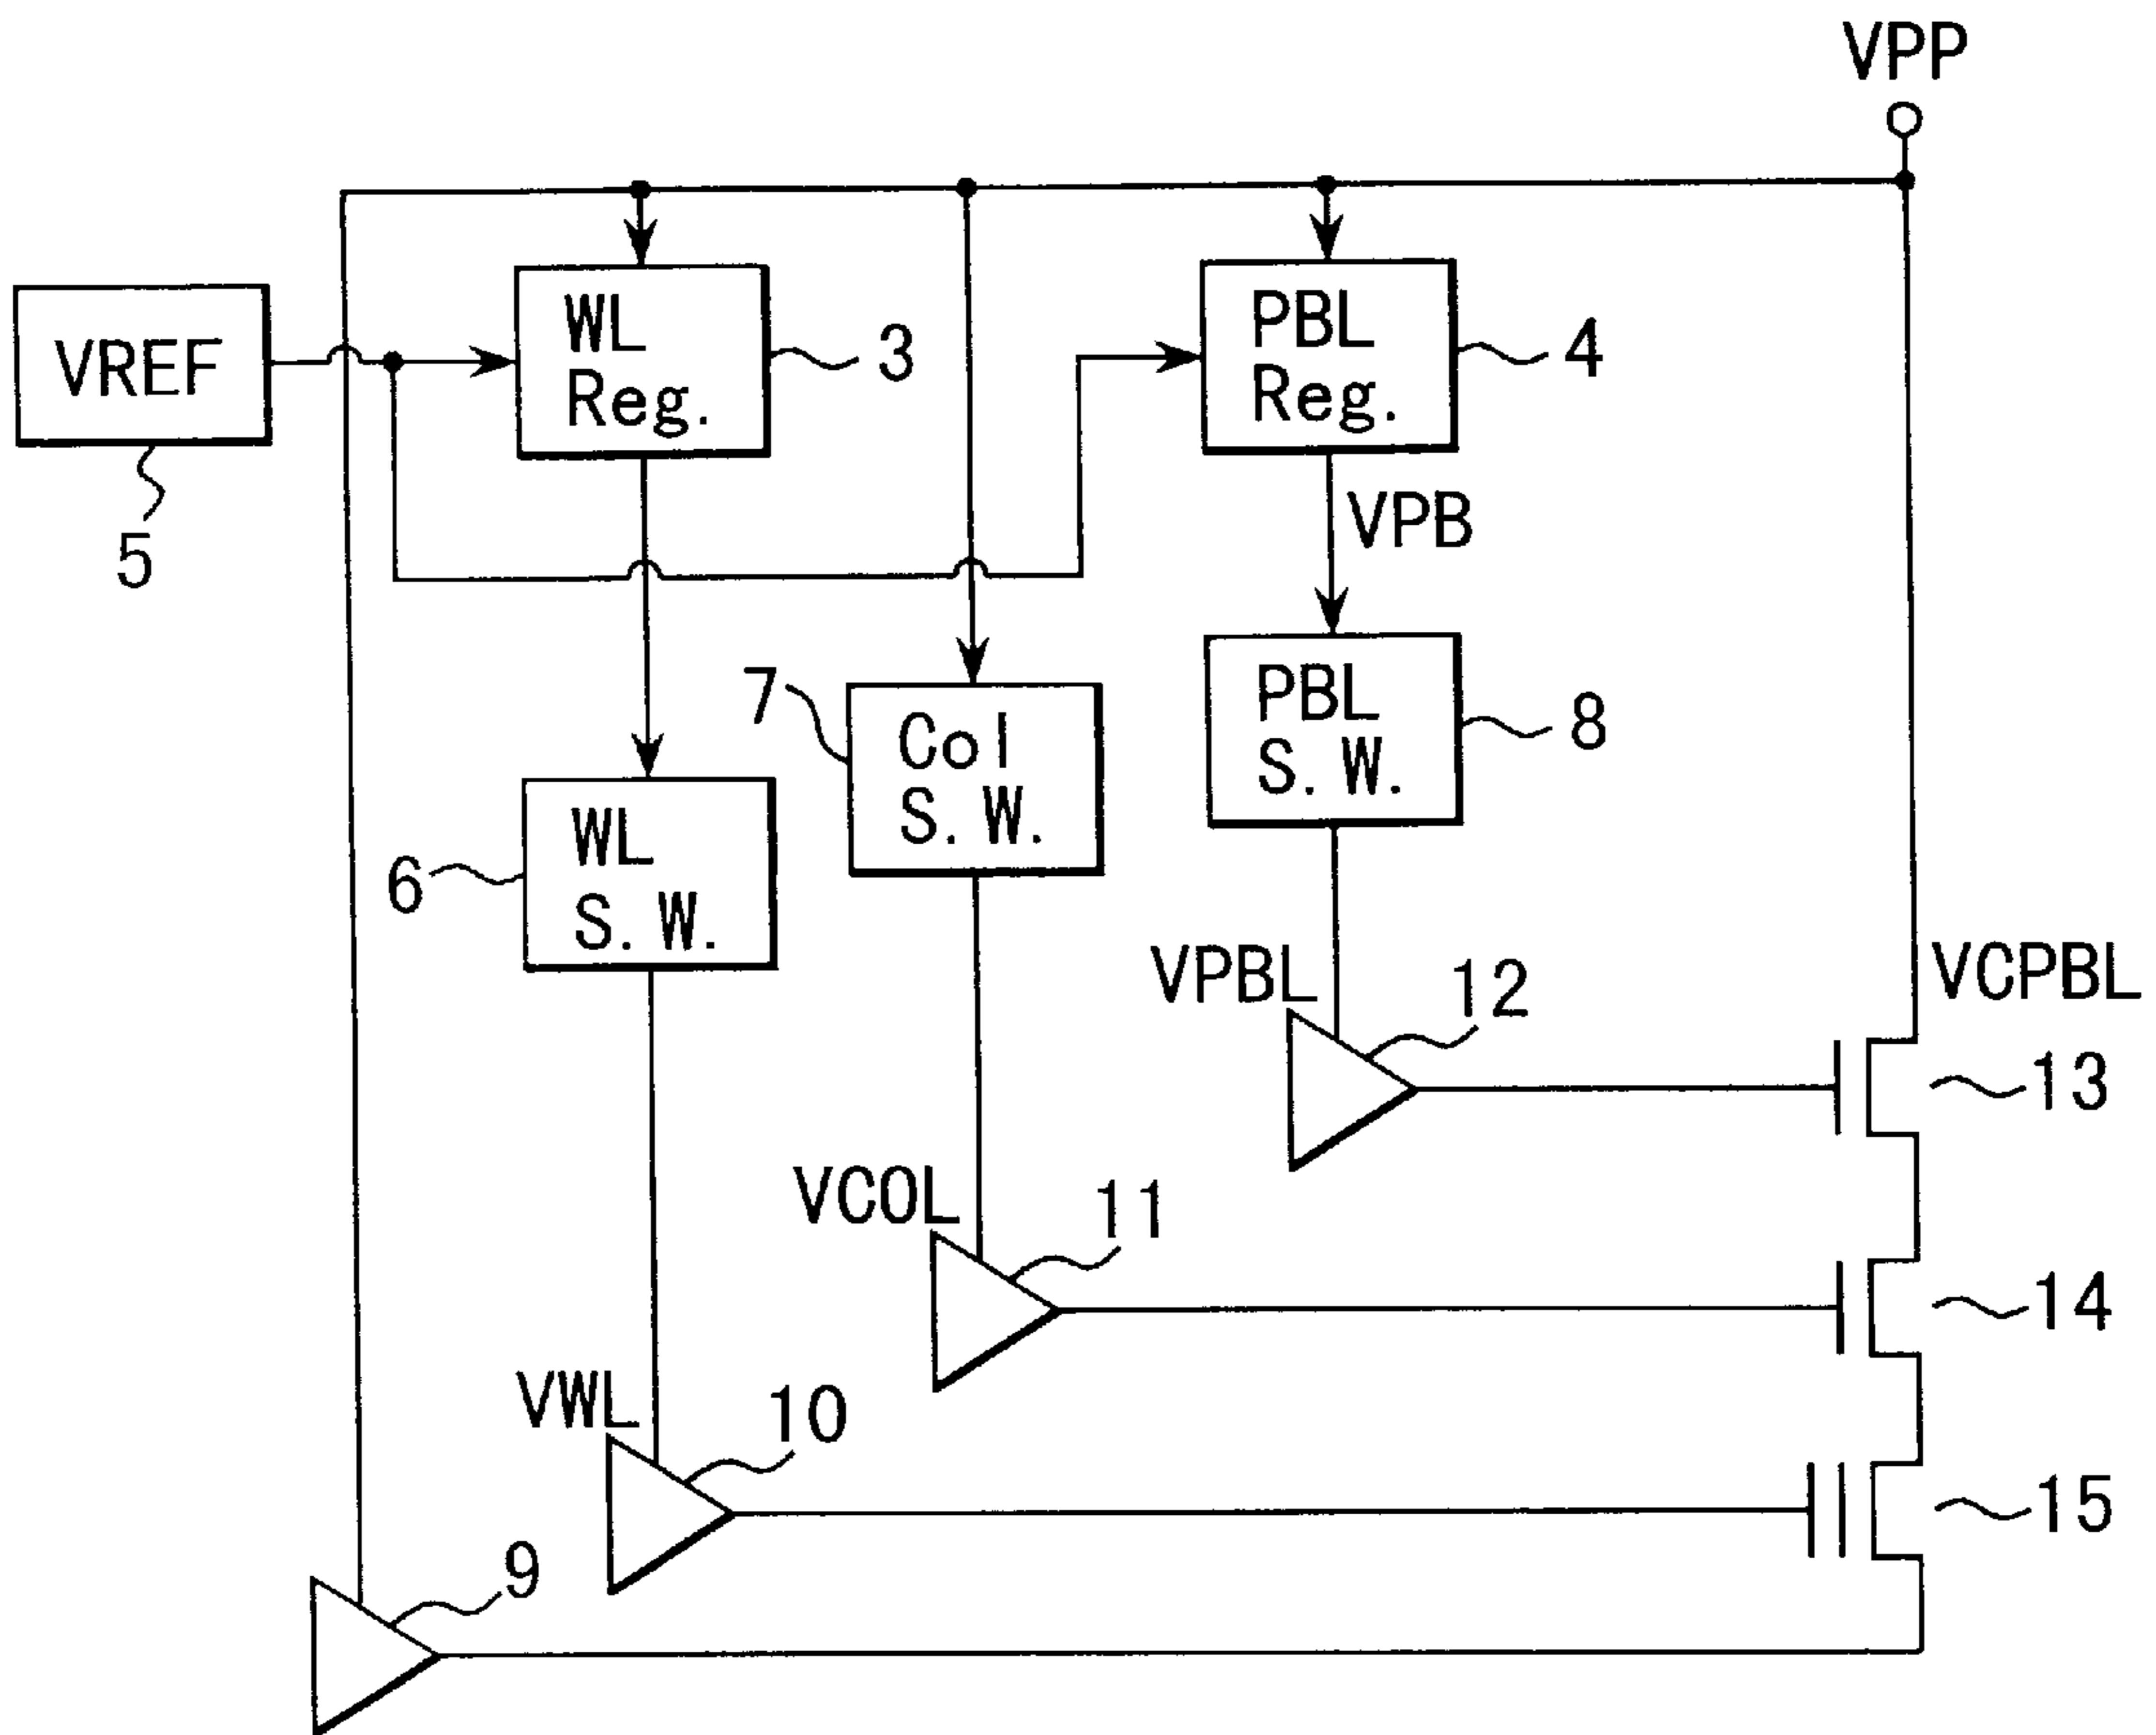 VPP
VREF
WL
Reg.
3
PBL
Reg.
4
5
VPB
7
Col
S.W.
PBL
S.W.
8
6
WL
S.W.
VPBL
12
VCPBL
13
VCOL
11
14
VWL
10
15
9